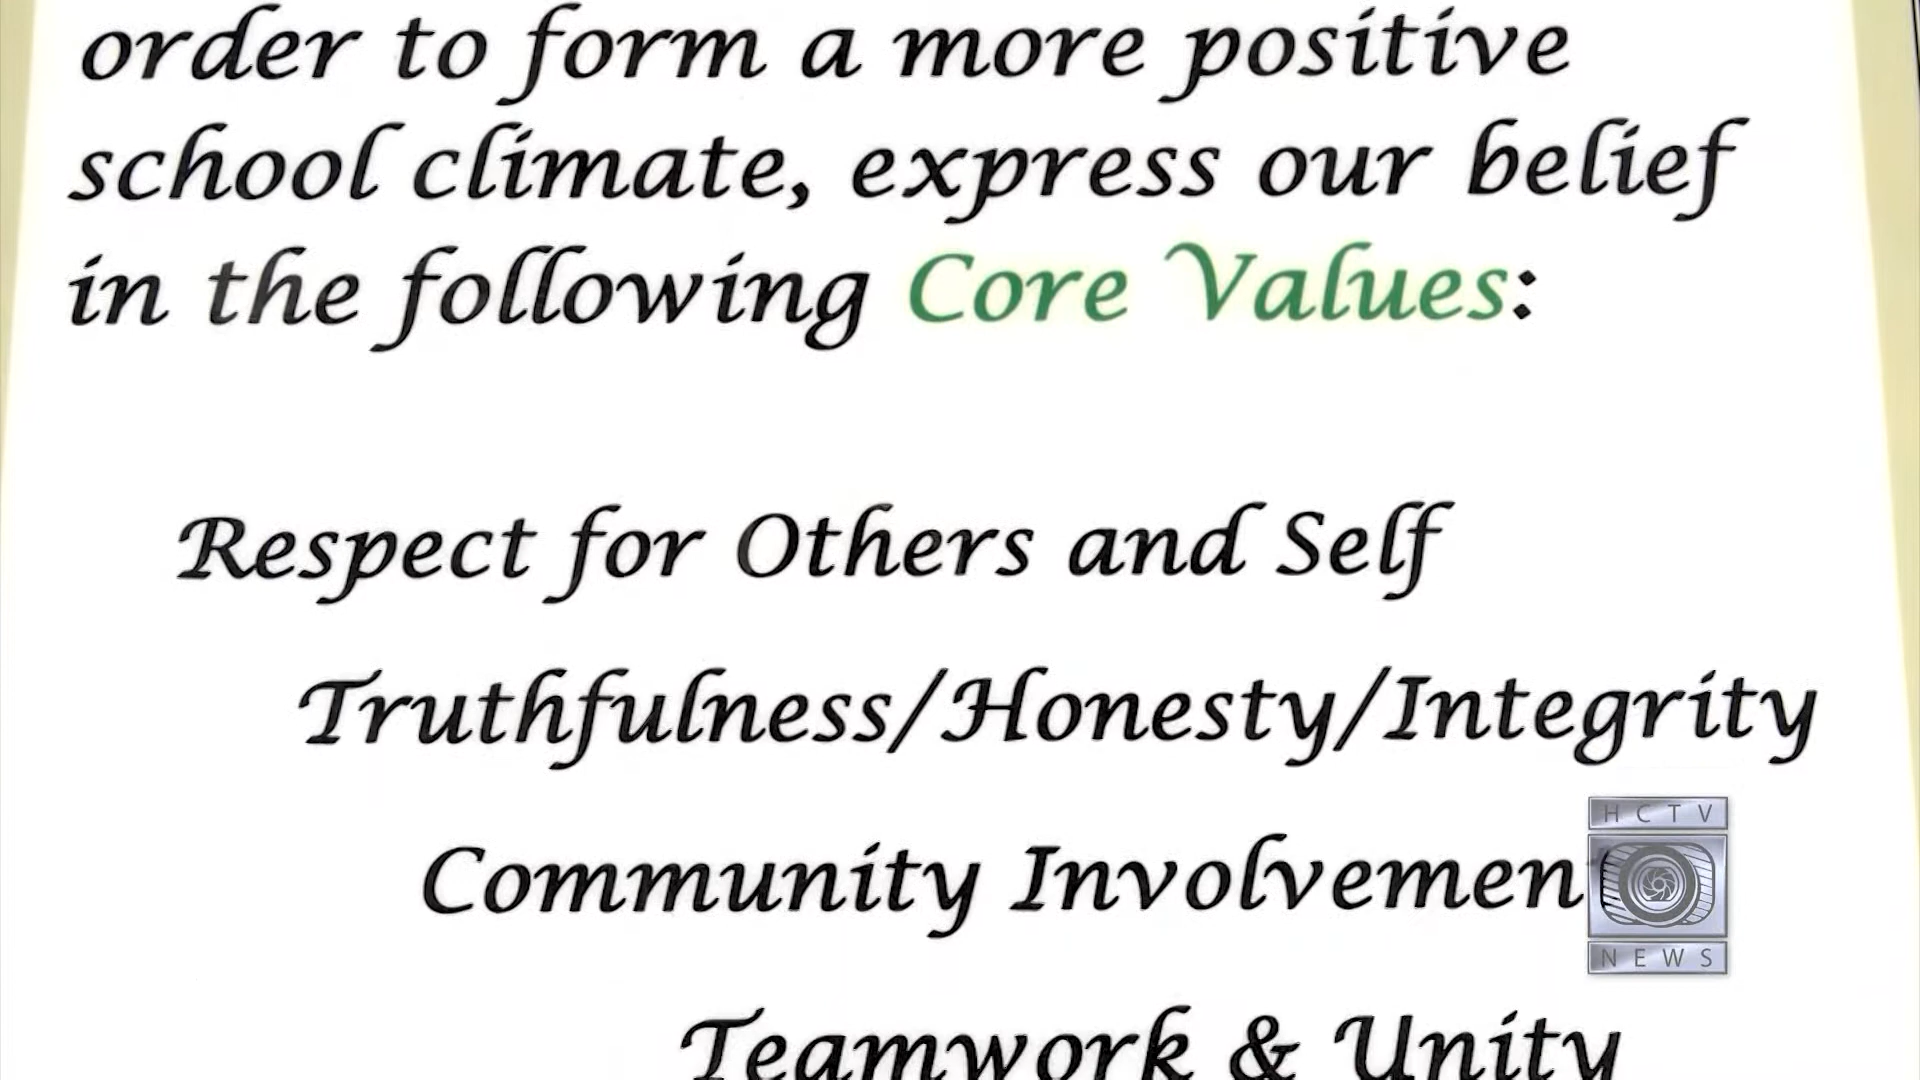 order to form a more positive
school climate, express our belief
in the following Core Values:
Respect for Others and Self
Truthfulness/Honesty/Integrity
Community Involvemen
HCTV
NEWS
Teamwork & Unity